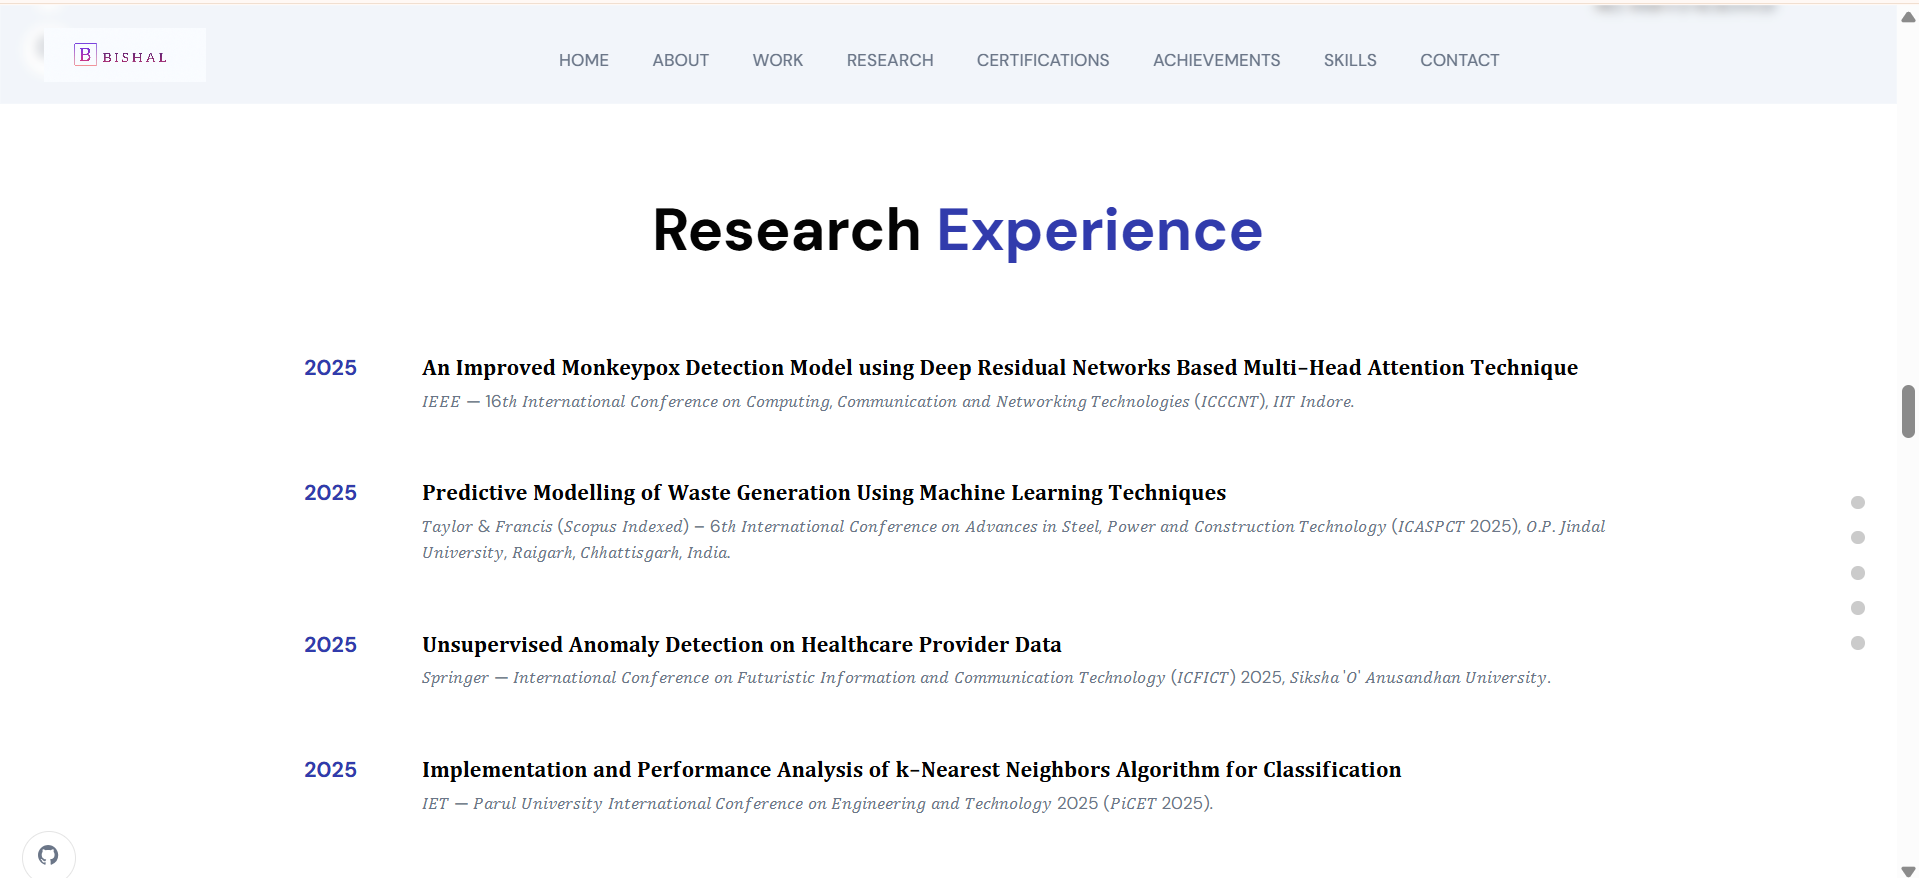 B BISHAL
HOME ABOUT WORK RESEARCH CERTIFICATIONS ACHIEVEMENTS SKILLS CONTACT
Research Experience
2025 An Improved Monkeypox Detection Model using Deep Residual Networks Based Multi-Head Attention Technique
IEEE — 16th International Conference on Computing, Communication and Networking Technologies (ICCCNT), IIT Indore.
2025 Predictive Modelling of Waste Generation Using Machine Learning Techniques
Taylor & Francis (Scopus Indexed) – 6th International Conference on Advances in Steel, Power and Construction Technology (ICASPCT 2025), O.P. Jindal
University, Raigarh, Chhattisgarh, India.
2025 Unsupervised Anomaly Detection on Healthcare Provider Data
Springer — International Conference on Futuristic Information and Communication Technology (ICFICT) 2025, Siksha 'O' Anusandhan University.
2025 Implementation and Performance Analysis of k-Nearest Neighbors Algorithm for Classification
IET — Parul University International Conference on Engineering and Technology 2025 (PiCET 2025).